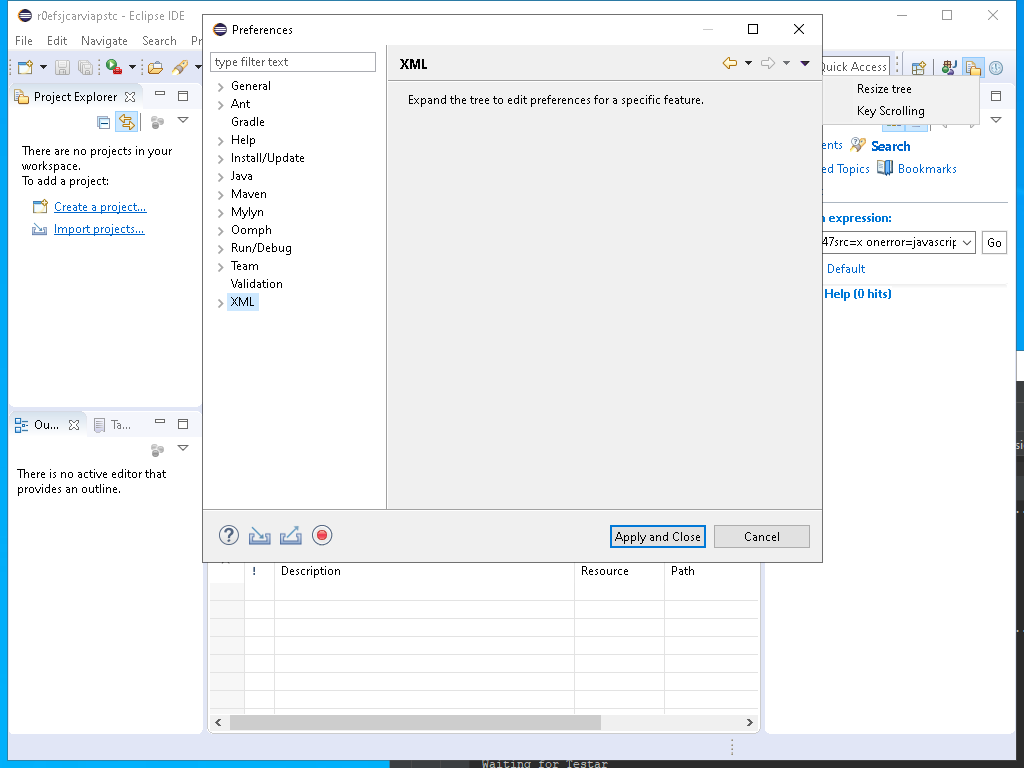 r0efsjcarviapstc - Eclipse IDE
File Edit Navigate Search
Preferences
type filter text
XML
Expand the tree to edit preferences for a specific feature.
General
Ant
Gradle
Help
Install/Update
Java
Maven
Mylyn
Oomph
Run/Debug
Team
Validation
XML
Apply and Close
Cancel
Quick Access
Resize tree
Key Scrolling
Project Explorer
There are no projects in your
workspace.
To add a project:
Create a project...
Import projects...
Search
Topics
Bookmarks
expression:
47src=x onerror=javascrip
Go
Default
Help (0 hits)
Ou...
Ta...
There is no active editor that
provides an outline.
! Description Resource Path
Waiting for Testar